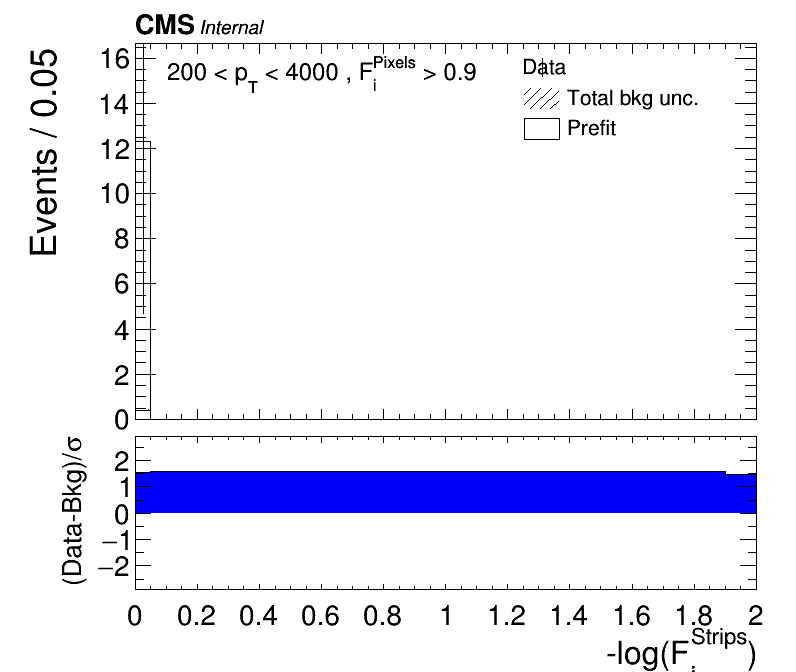 CMS Internal
200 < p_T < 4000 , F_i^Pixels > 0.9
Data
Total bkg unc.
Prefit
Events / 0.05
16
14
12
10
8
6
4
2
0
(Data-Bkg)/σ
2
1
0
−1
−2
0 0.2 0.4 0.6 0.8 1 1.2 1.4 1.6 1.8 2
-log(F_i^Strips)